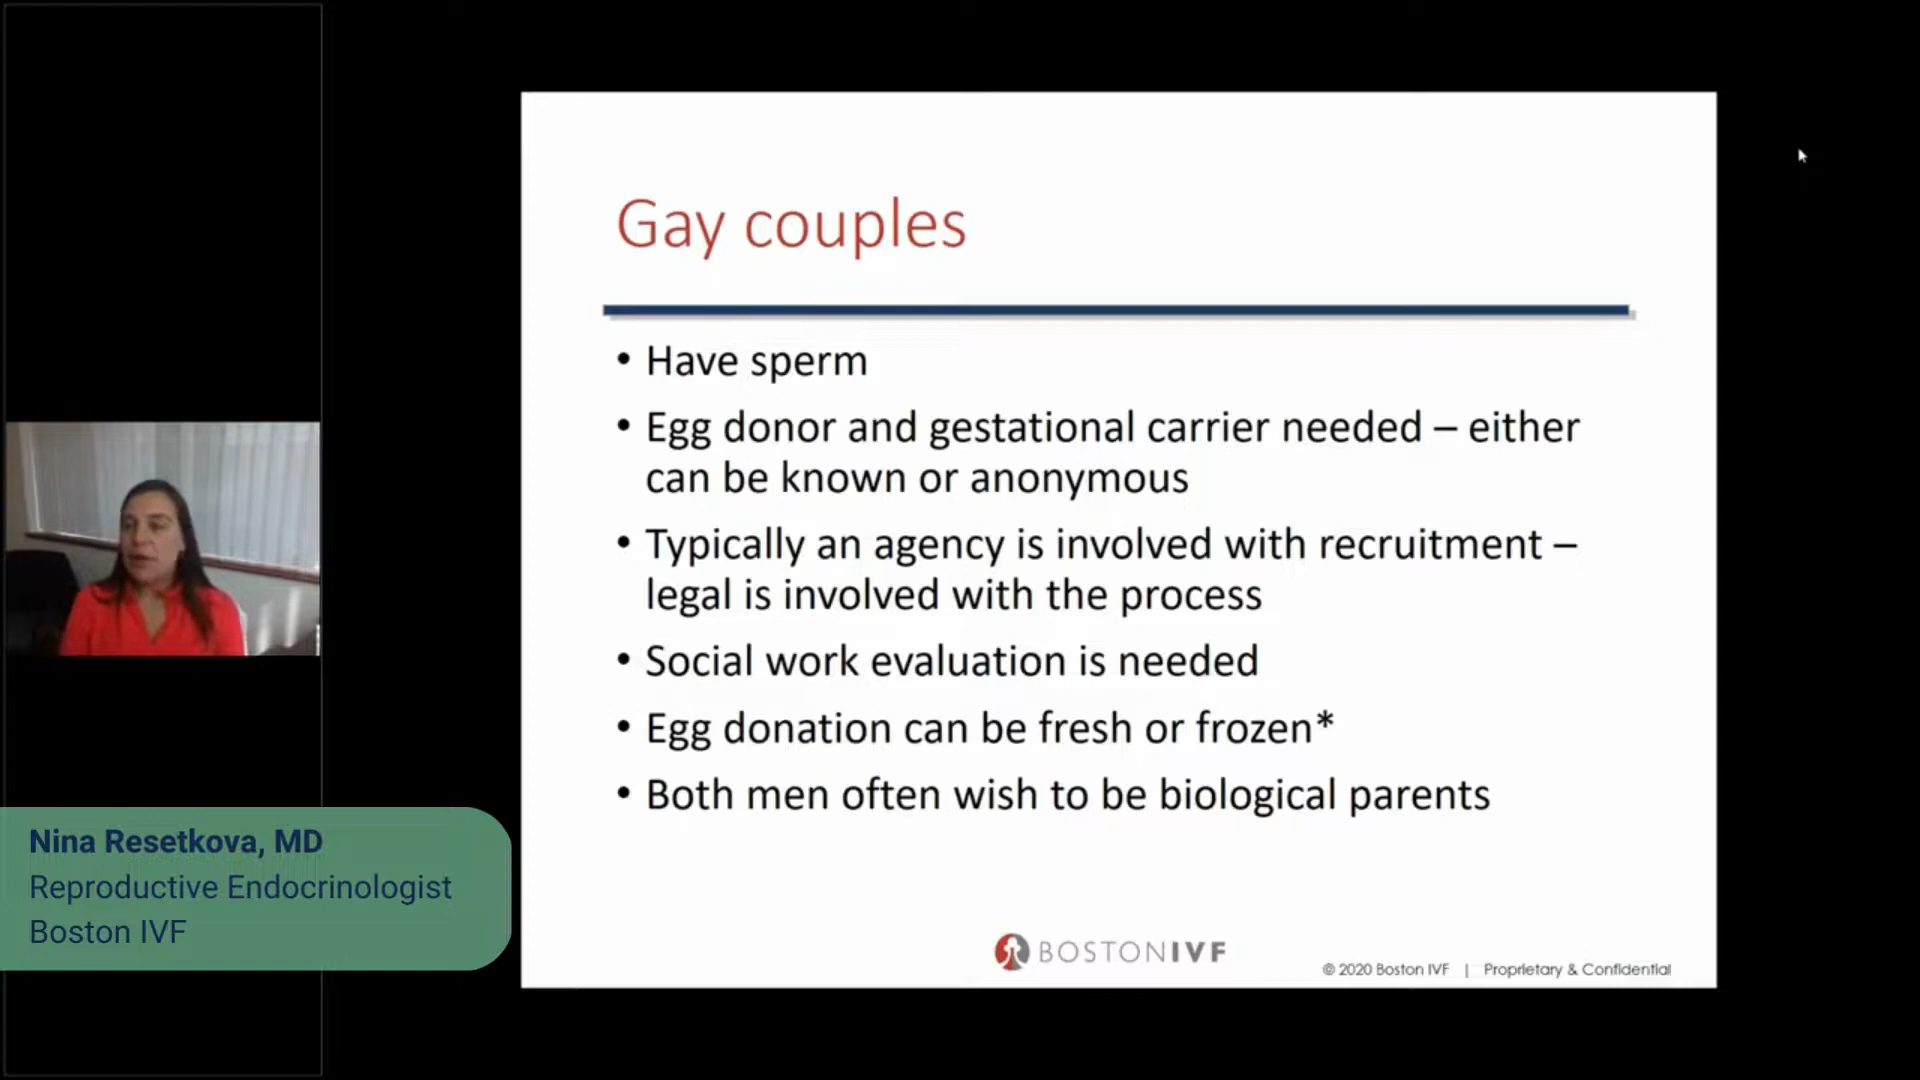 Gay couples
• Have sperm
• Egg donor and gestational carrier needed – either
can be known or anonymous
• Typically an agency is involved with recruitment –
legal is involved with the process
• Social work evaluation is needed
• Egg donation can be fresh or frozen*
• Both men often wish to be biological parents
BOSTONIVF
© 2020 Boston IVF | Proprietary & Confidential
Nina Resetkova, MD
Reproductive Endocrinologist
Boston IVF